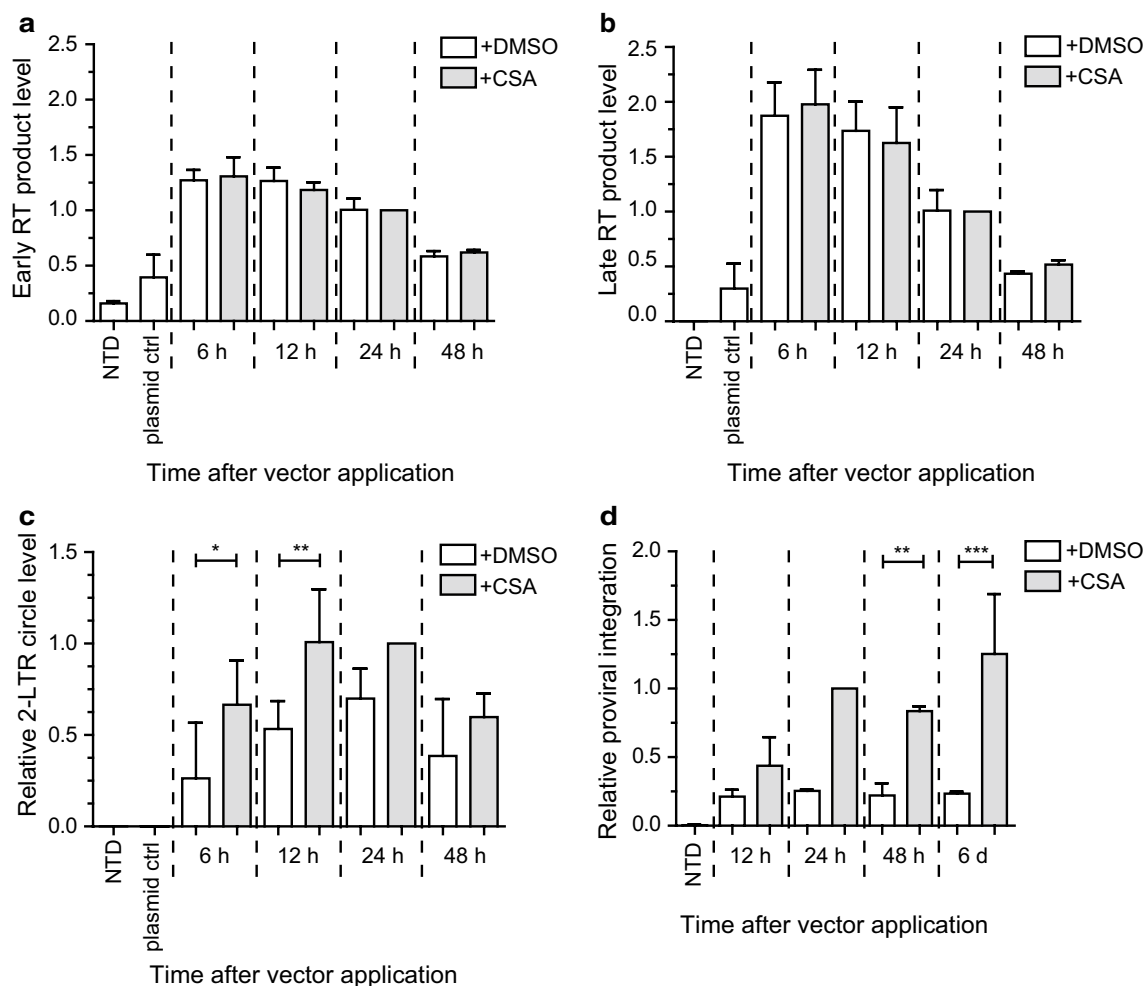 a
+DMSO
+CSA
Early RT product level
2.5
2.0
1.5
1.0
0.5
0.0
NTD
plasmid ctrl
6 h
12 h
24 h
48 h
Time after vector application
b
+DMSO
+CSA
Late RT product level
2.5
2.0
1.5
1.0
0.5
0.0
NTD
plasmid ctrl
6 h
12 h
24 h
48 h
Time after vector application
c
+DMSO
+CSA
Relative 2-LTR circle level
1.5
1.0
0.5
0.0
*
**
NTD
plasmid ctrl
6 h
12 h
24 h
48 h
Time after vector application
d
+DMSO
+CSA
Relative proviral integration
2.0
1.5
1.0
0.5
0.0
**
***
NTD
12 h
24 h
48 h
6 d
Time after vector application